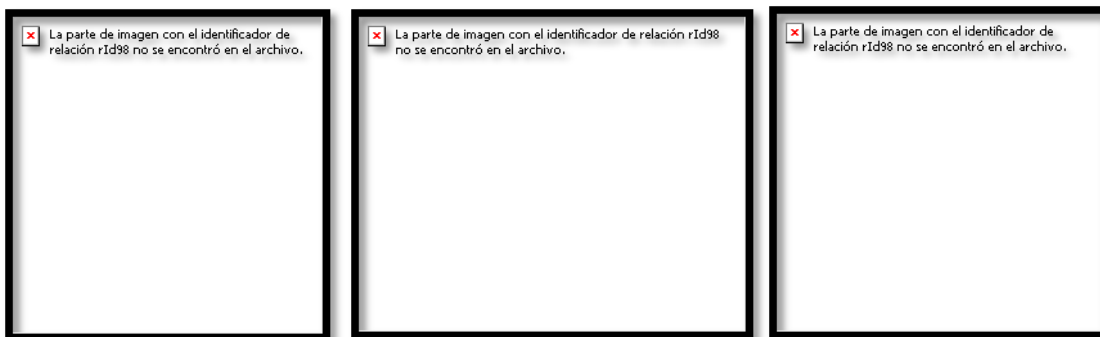 La parte de imagen con el identificador de
relación rId98 no se encontró en el archivo.
La parte de imagen con el identificador de relación rId98
no se encontró en el archivo.
La parte de imagen con el identificador de
relación rId98 no se encontró en el archivo.